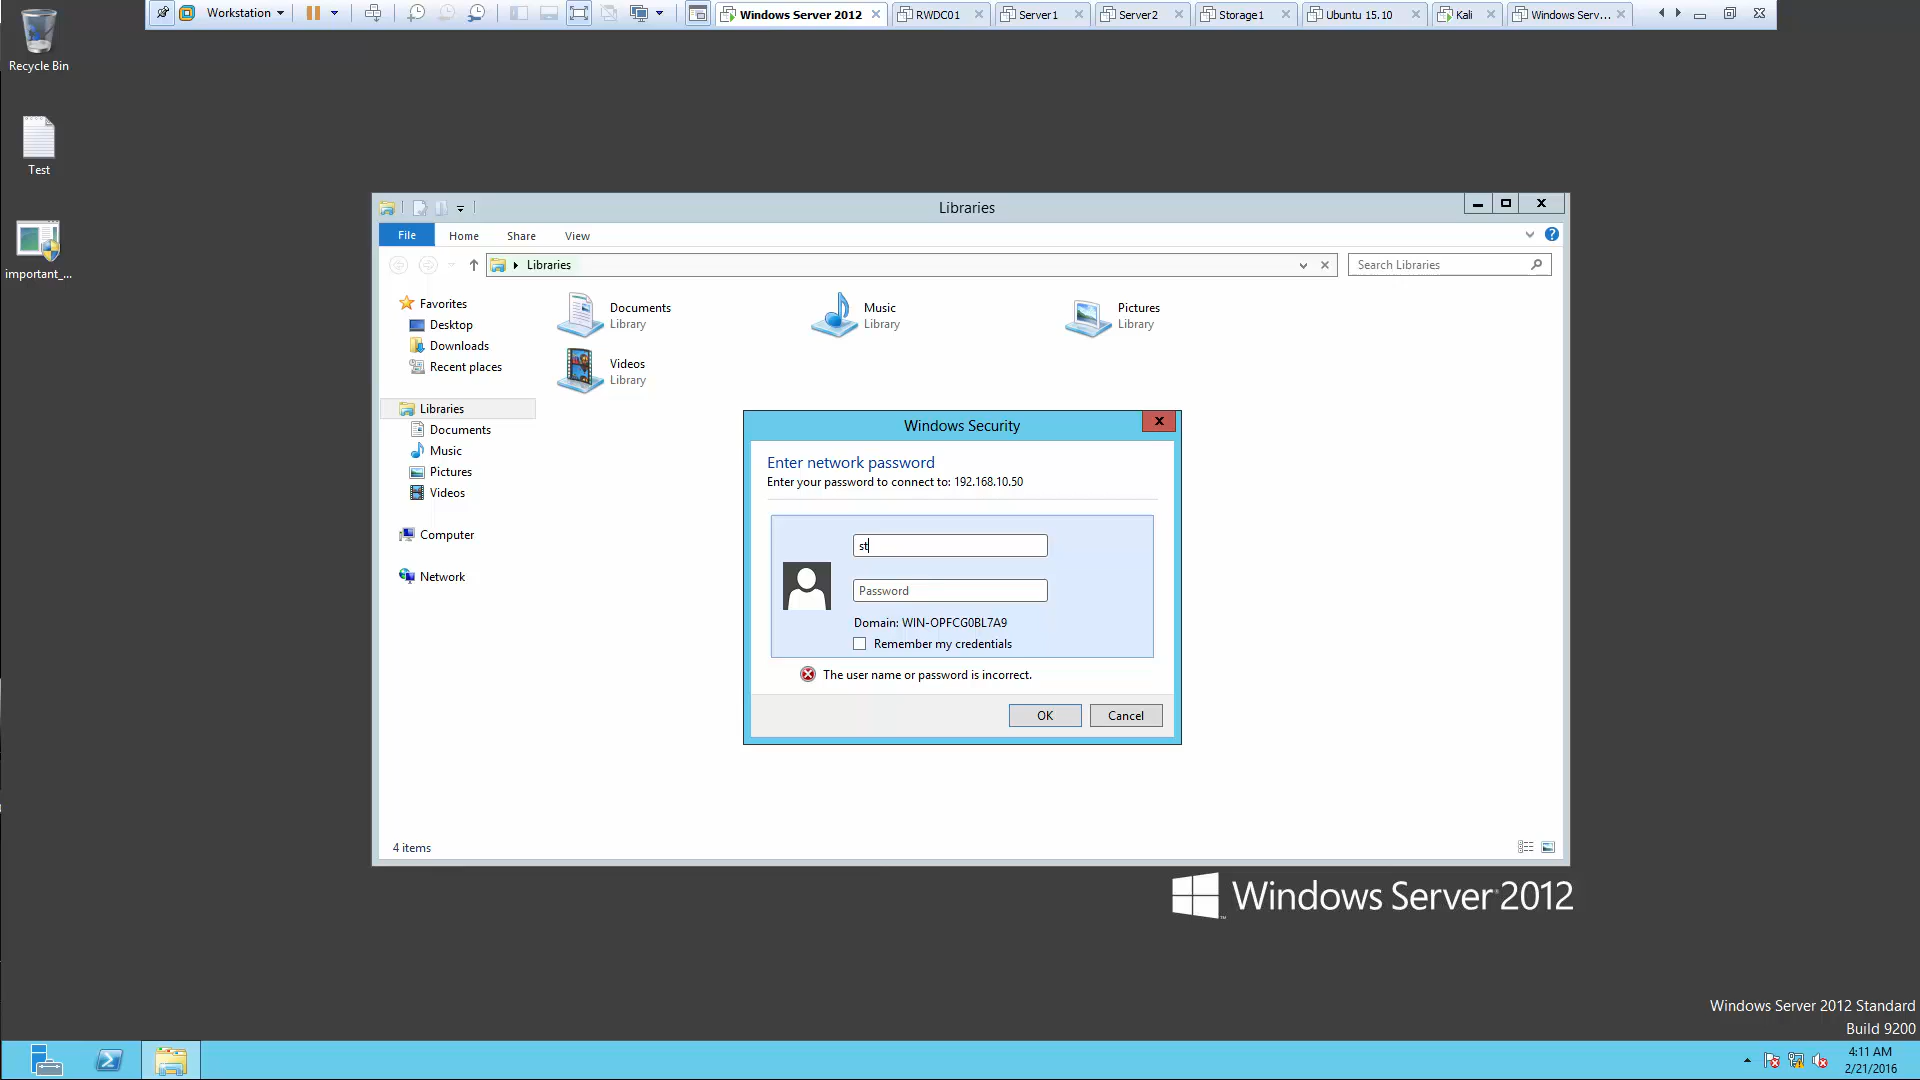 Workstation
Windows Server 2012
RWDC01
Server1
Server2
Storage1
Ubuntu 15.10
Kali
Windows Serv...
Recycle Bin
Test
important_...
Libraries
File
Home
Share
View
Libraries
Search Libraries
Favorites
Desktop
Downloads
Recent places
Libraries
Documents
Music
Pictures
Videos
Computer
Network
Documents
Library
Music
Library
Pictures
Library
Videos
Library
Windows Security
Enter network password
Enter your password to connect to: 192.168.10.50
st
Password
Domain: WIN-OPFCG0BL7A9
Remember my credentials
The user name or password is incorrect.
OK
Cancel
4 items
Windows Server 2012
Windows Server 2012 Standard
Build 9200
4:11 AM
2/21/2016